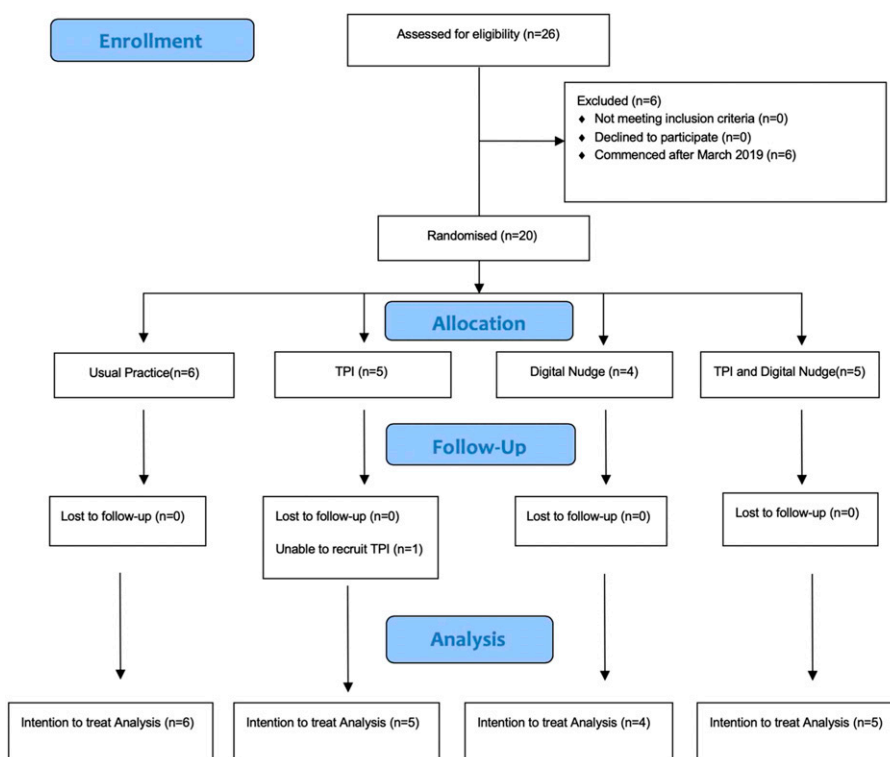 Enrollment
Assessed for eligibility (n=26)
Excluded (n=6)
♦ Not meeting inclusion criteria (n=0)
♦ Declined to participate (n=0)
♦ Commenced after March 2019 (n=6)
Randomised (n=20)
Allocation
Usual Practice(n=6)
TPI (n=5)
Digital Nudge (n=4)
TPI and Digital Nudge(n=5)
Follow-Up
Lost to follow-up (n=0)
Lost to follow-up (n=0)
Unable to recruit TPI (n=1)
Lost to follow-up (n=0)
Lost to follow-up (n=0)
Analysis
Intention to treat Analysis (n=6)
Intention to treat Analysis (n=5)
Intention to treat Analysis (n=4)
Intention to treat Analysis (n=5)